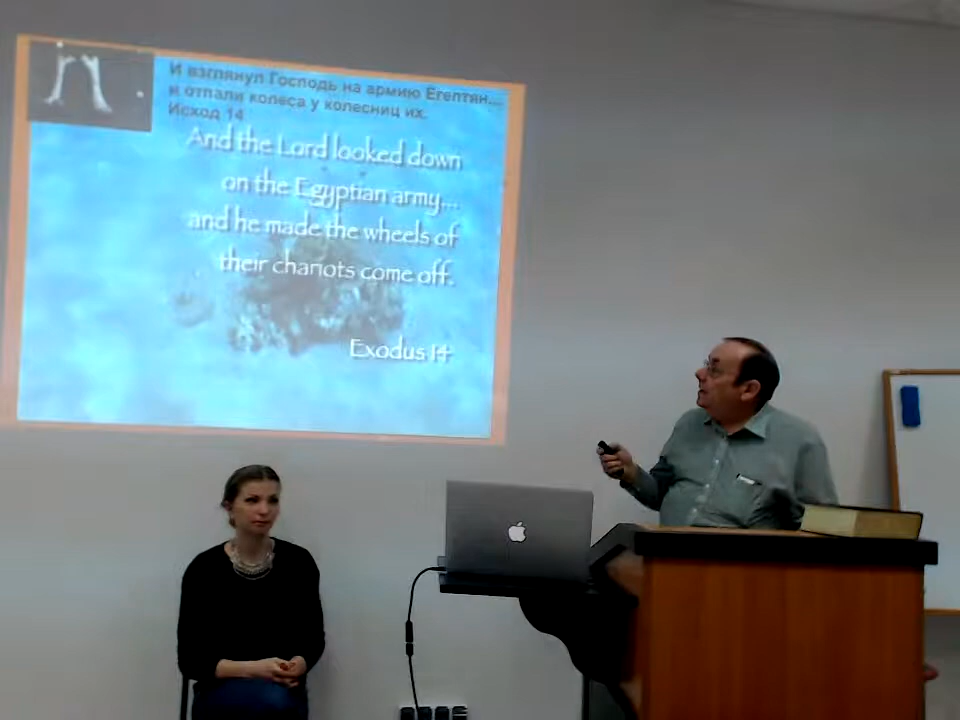 И взглянул Господь на армию Египтян...
и отпали колеса у колесниц их.
Исход 14
And the Lord looked down
on the Egyptian army...
and he made the wheels of
their chariots come off.
Exodus 14